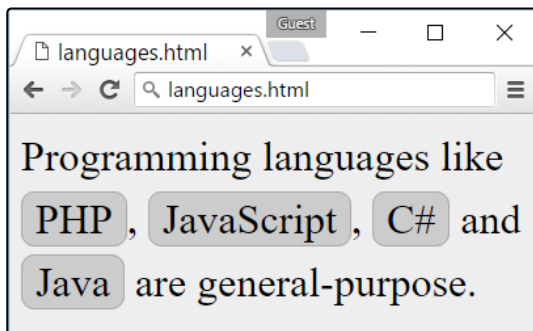 Guest
languages.html
languages.html
Programming languages like
PHP, JavaScript, C# and
Java are general-purpose.